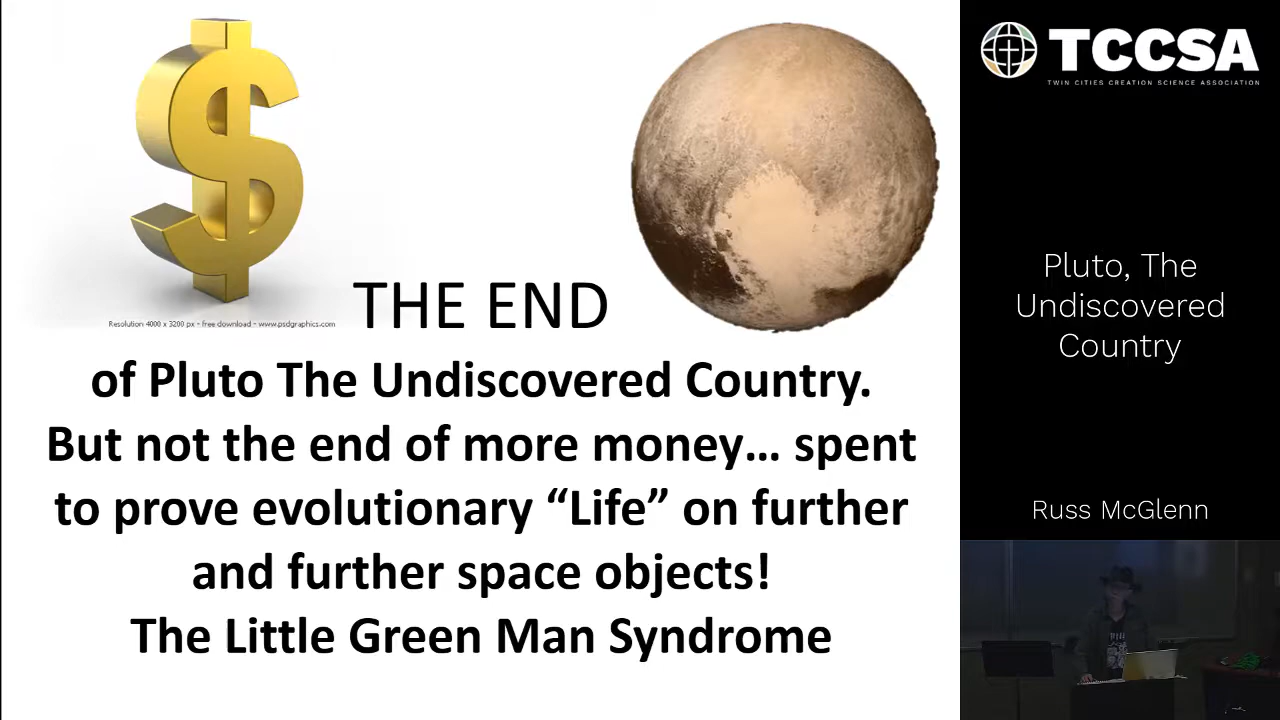 Resolution 4000 x 3200 px - free download - www.psdgraphics.com
THE END
of Pluto The Undiscovered Country.
But not the end of more money... spent
to prove evolutionary “Life” on further
and further space objects!
The Little Green Man Syndrome
TCCSA
TWIN CITIES CREATION SCIENCE ASSOCIATION
Pluto, The
Undiscovered
Country
Russ McGlenn